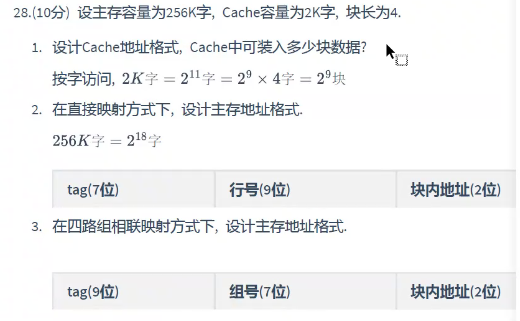 28.(10分) 设主存容量为256K字, Cache容量为2K字, 块长为4.
1. 设计Cache地址格式, Cache中可装入多少块数据?
按字访问, 2K字 = 2¹¹字 = 2⁹ × 4字 = 2⁹块
2. 在直接映射方式下, 设计主存地址格式.
256K字 = 2¹⁸字
tag(7位) 行号(9位) 块内地址(2位)
3. 在四路组相联映射方式下, 设计主存地址格式.
tag(9位) 组号(7位) 块内地址(2位)